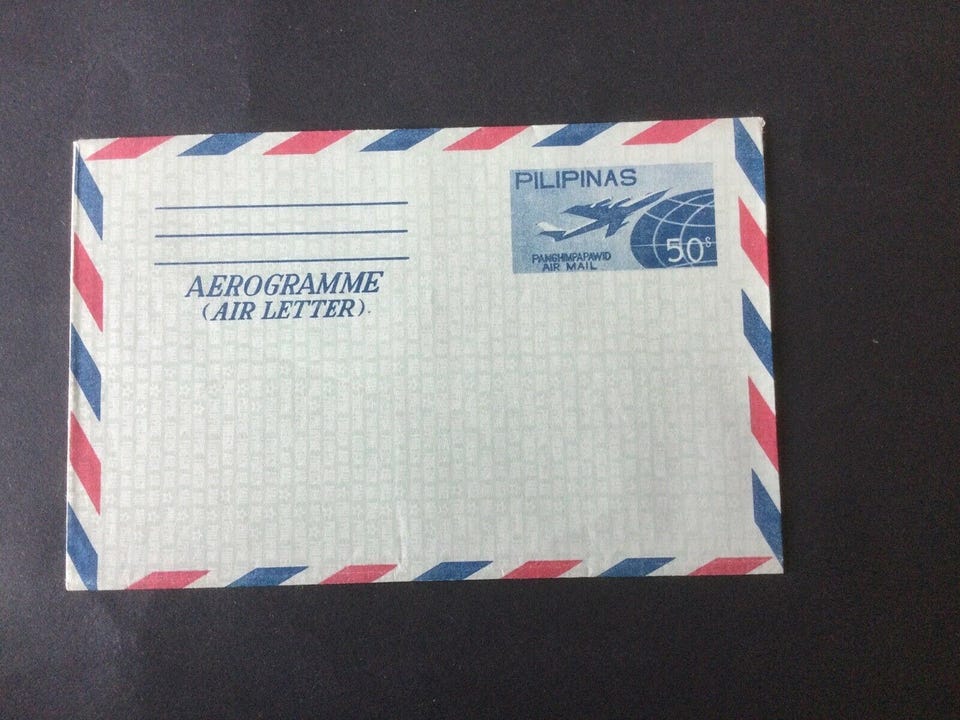 PILIPINAS
50s
PANGHIMPAPAWID
AIR MAIL
AEROGRAMME
(AIR LETTER).